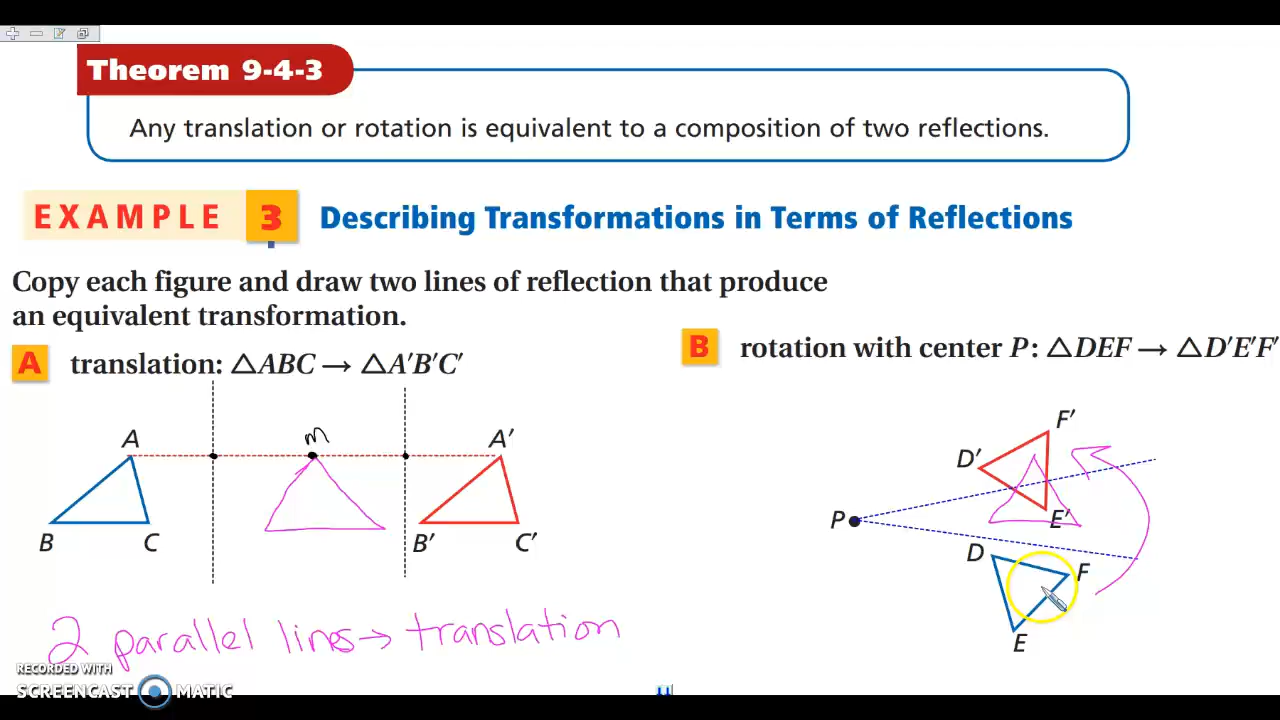 Theorem 9-4-3
Any translation or rotation is equivalent to a composition of two reflections.
EXAMPLE 3 Describing Transformations in Terms of Reflections
Copy each figure and draw two lines of reflection that produce
an equivalent transformation.
A translation: △ABC → △A′B′C′
B rotation with center P: △DEF → △D′E′F′
A
m
A′
B
C
B′
C′
F′
D′
P
E′
D
F
E
2 parallel lines → translation
RECORDED WITH
SCREENCAST MATIC